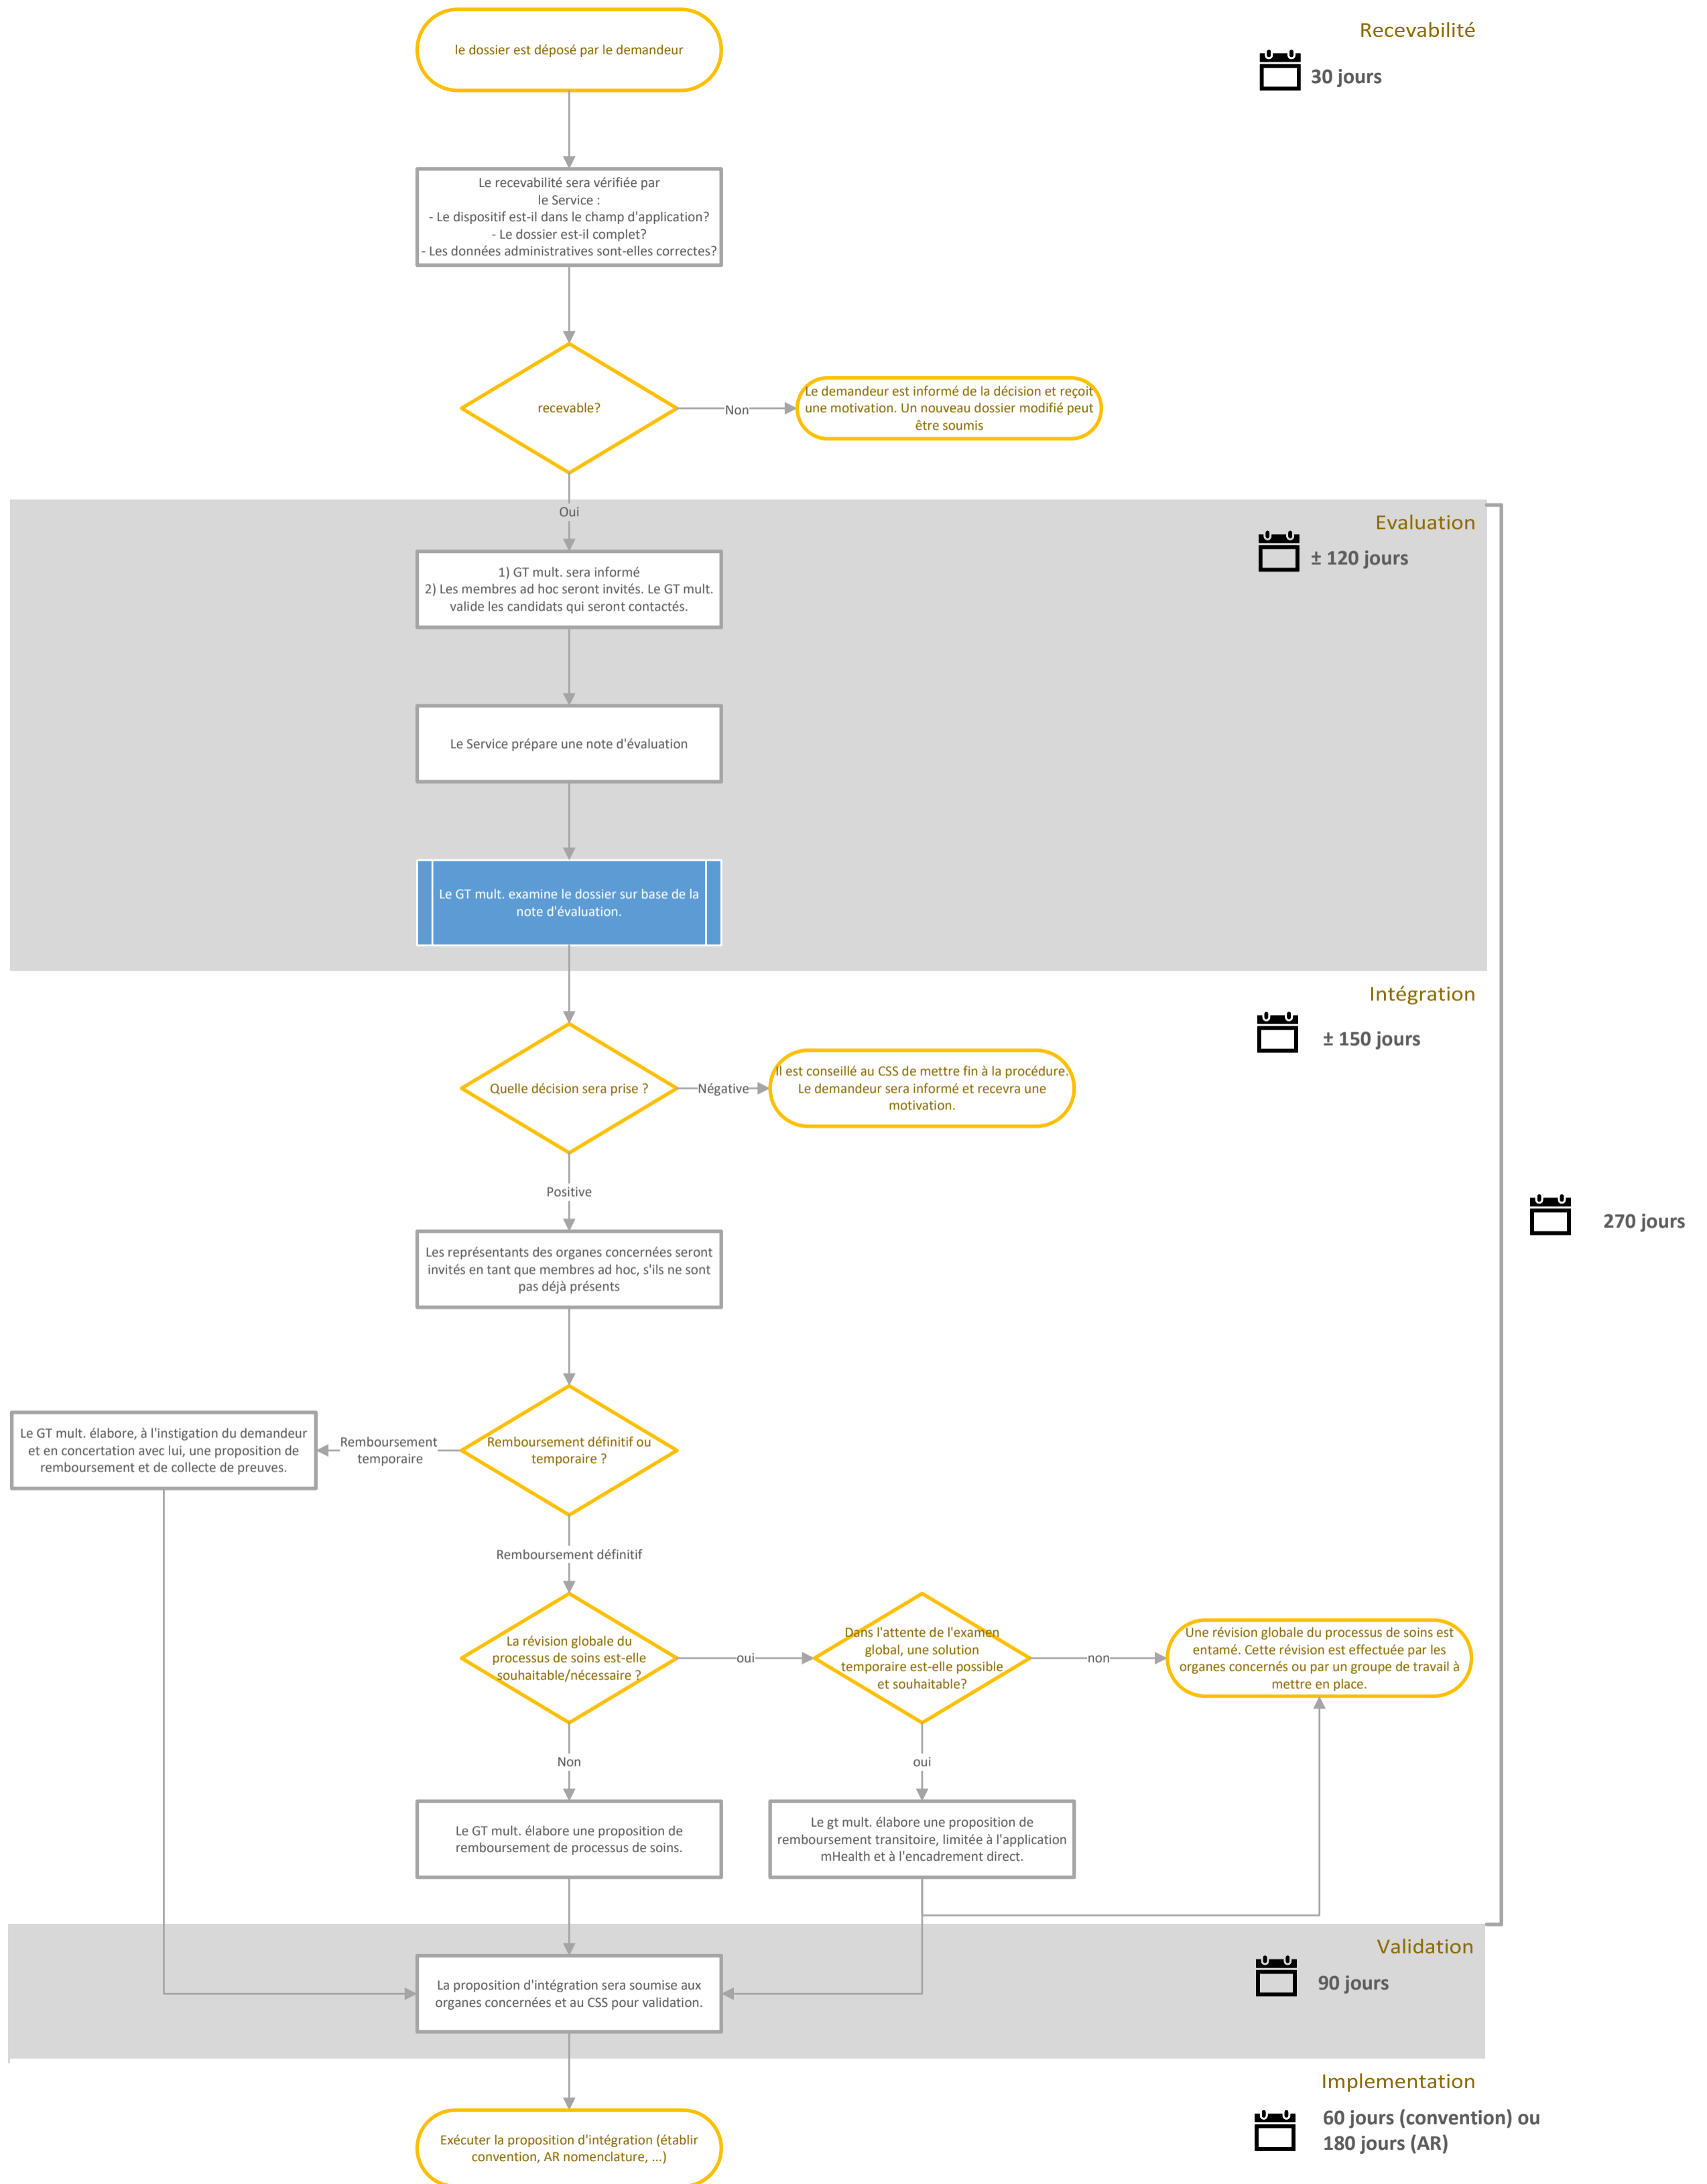 le dossier est déposé par le demandeur
Recevabilité
30 jours
Le recevabilité sera vérifiée par
le Service :
- Le dispositif est-il dans le champ d'application?
- Le dossier est-il complet?
- Les données administratives sont-elles correctes?
recevable?
Non
Le demandeur est informé de la décision et reçoit
une motivation. Un nouveau dossier modifié peut
être soumis
Oui
Evaluation
± 120 jours
1) GT mult. sera informé
2) Les membres ad hoc seront invités. Le GT mult.
valide les candidats qui seront contactés.
Le Service prépare une note d'évaluation
Le GT mult. examine le dossier sur base de la
note d'évaluation.
Intégration
± 150 jours
Quelle décision sera prise ?
Négative
Il est conseillé au CSS de mettre fin à la procédure.
Le demandeur sera informé et recevra une
motivation.
Positive
270 jours
Les représentants des organes concernées seront
invités en tant que membres ad hoc, s'ils ne sont
pas déjà présents
Le GT mult. élabore, à l'instigation du demandeur
et en concertation avec lui, une proposition de
remboursement et de collecte de preuves.
Remboursement
temporaire
Remboursement définitif ou
temporaire ?
Remboursement définitif
La révision globale du
processus de soins est-elle
souhaitable/nécessaire ?
oui
Dans l'attente de l'examen
global, une solution
temporaire est-elle possible
et souhaitable?
non
Une révision globale du processus de soins est
entamé. Cette révision est effectuée par les
organes concernés ou par un groupe de travail à
mettre en place.
Non
oui
Le GT mult. élabore une proposition de
remboursement de processus de soins.
Le gt mult. élabore une proposition de
remboursement transitoire, limitée à l'application
mHealth et à l'encadrement direct.
Validation
90 jours
La proposition d'intégration sera soumise aux
organes concernées et au CSS pour validation.
Implementation
60 jours (convention) ou
180 jours (AR)
Exécuter la proposition d'intégration (établir
convention, AR nomenclature, ...)